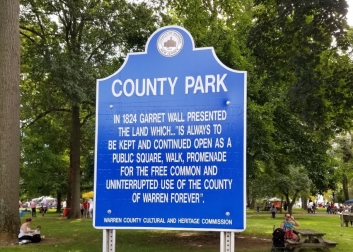 COUNTY PARK
IN 1824 GARRET WALL PRESENTED
THE LAND WHICH..."IS ALWAYS TO
BE KEPT AND CONTINUED OPEN AS A
PUBLIC SQUARE, WALK, PROMENADE
FOR THE FREE COMMON AND
UNINTERRUPTED USE OF THE COUNTY
OF WARREN FOREVER".
WARREN COUNTY CULTURAL AND HERITAGE COMMISSION